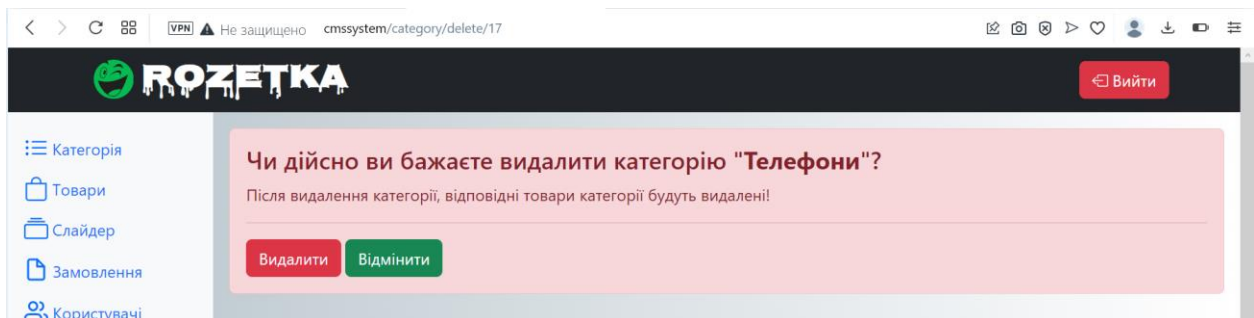 VPN Не защищено cmssystem/category/delete/17
ROZETKA
Вийти
Категорія
Товари
Слайдер
Замовлення
Користувачі
Чи дійсно ви бажаєте видалити категорію "Телефони"?
Після видалення категорії, відповідні товари категорії будуть видалені!
Видалити Відмінити